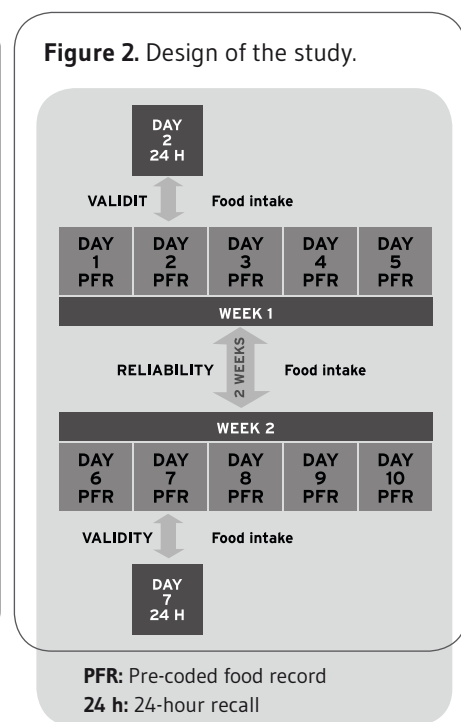 Figure 2. Design of the study.
DAY
2
24 H
VALIDIT Food intake
DAY DAY DAY DAY DAY
1 2 3 4 5
PFR PFR PFR PFR PFR
WEEK 1
RELIABILITY 2 WEEKS Food intake
WEEK 2
DAY DAY DAY DAY DAY
6 7 8 9 10
PFR PFR PFR PFR PFR
VALIDITY Food intake
DAY
7
24 H
PFR: Pre-coded food record
24 h: 24-hour recall